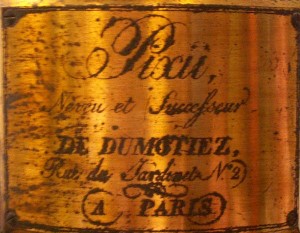 Pixii,
Neveu et Successeur
DE DUMOTIEZ,
Rue du Jardinet N.º 2
A PARIS